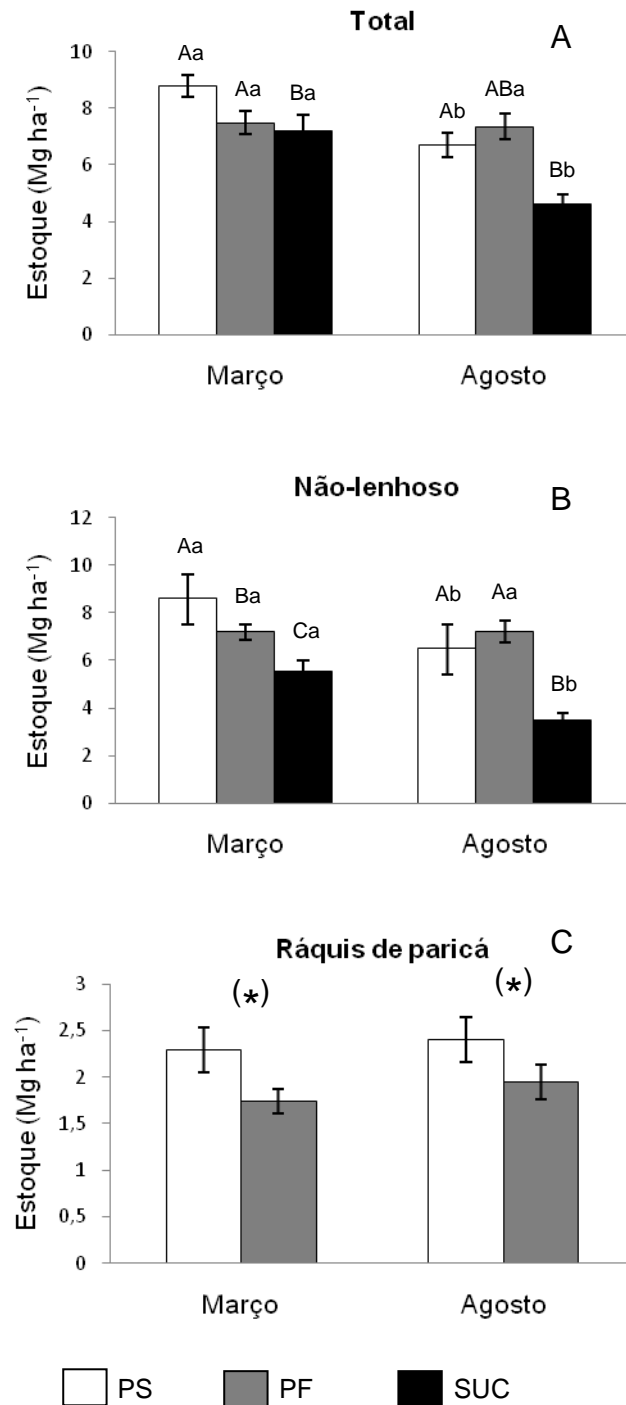 Total
A
Estoque (Mg ha⁻¹)
10
8
6
4
2
0
Aa
Aa
Ba
Ab
ABa
Bb
Março
Agosto
Não-lenhoso
B
Estoque (Mg ha⁻¹)
12
10
8
6
4
2
0
Aa
Ba
Ca
Ab
Aa
Bb
Março
Agosto
Ráquis de paricá
C
Estoque (Mg ha⁻¹)
3
2,5
2
1,5
1
0,5
0
(*)
(*)
Março
Agosto
PS
PF
SUC